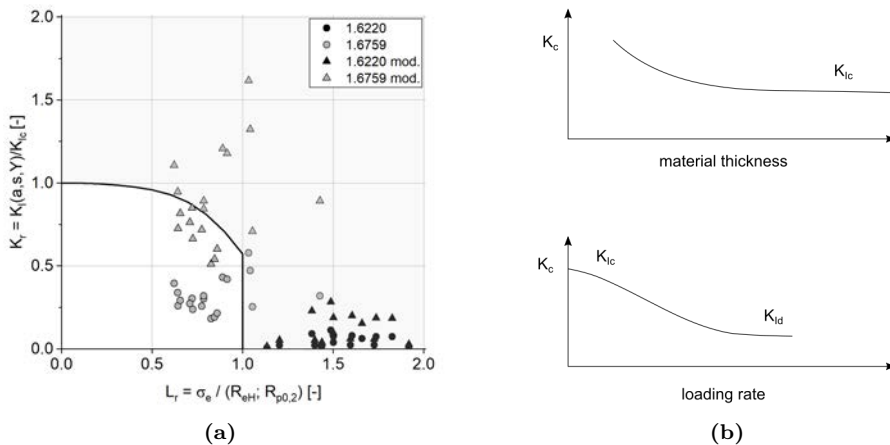 2.0
1.5
1.0
0.5
0.0
0.0 0.5 1.0 1.5 2.0
K_r = K_I(a,s,Y)/K_Ic [-]
L_r = σ_e / (R_eH; R_p0,2) [-]
1.6220
1.6759
1.6220 mod.
1.6759 mod.
(a)
K_c
K_Ic
material thickness
K_c
K_Ic
K_Id
loading rate
(b)